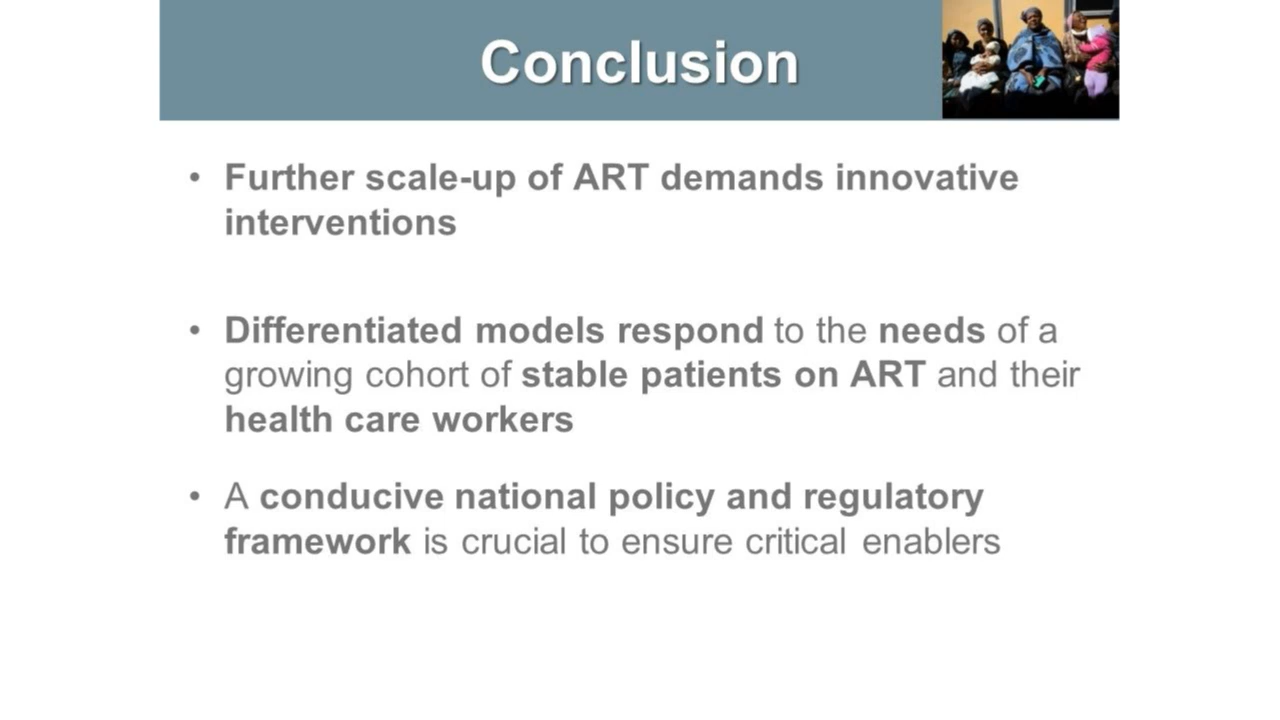 Conclusion
• Further scale-up of ART demands innovative
interventions
• Differentiated models respond to the needs of a
growing cohort of stable patients on ART and their
health care workers
• A conducive national policy and regulatory
framework is crucial to ensure critical enablers